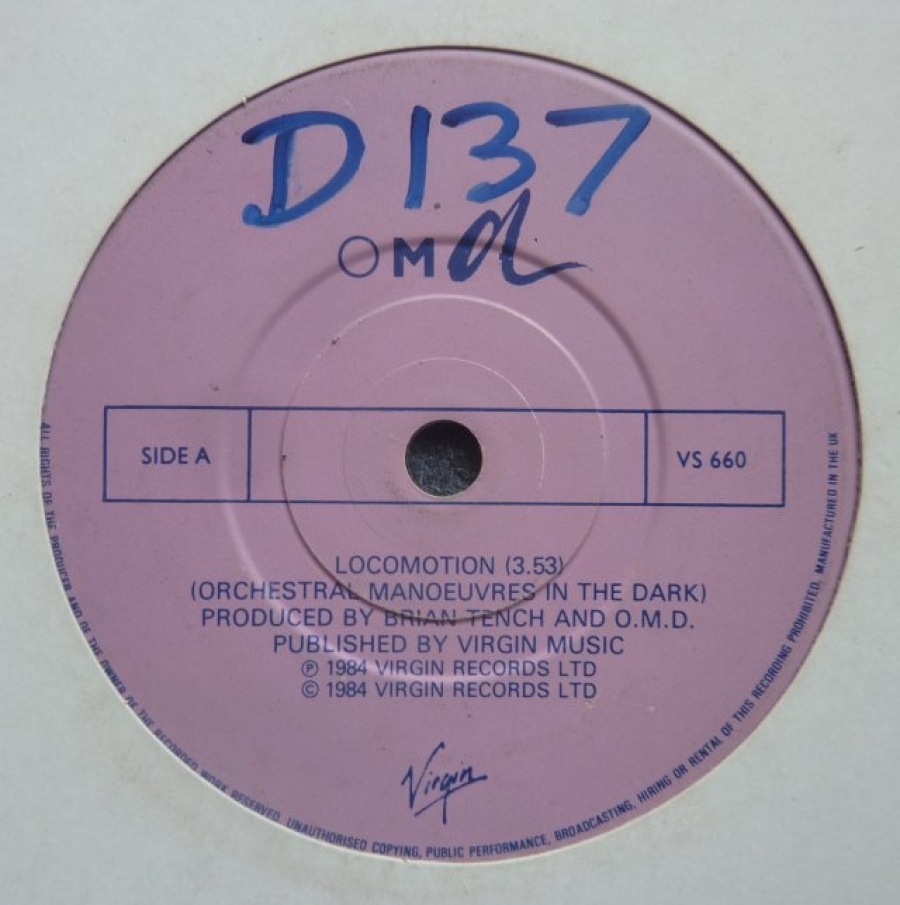 D 137
OMd
SIDE A
VS 660
LOCOMOTION (3.53)
(ORCHESTRAL MANOEUVRES IN THE DARK)
PRODUCED BY BRIAN TENCH AND O.M.D.
PUBLISHED BY VIRGIN MUSIC
℗ 1984 VIRGIN RECORDS LTD
© 1984 VIRGIN RECORDS LTD
Virgin
ALL RIGHTS OF THE PRODUCER AND OF THE OWNER OF THE RECORDED WORK RESERVED. UNAUTHORISED COPYING, PUBLIC PERFORMANCE, BROADCASTING, HIRING OR RENTAL OF THIS RECORDING PROHIBITED. MANUFACTURED IN THE UK